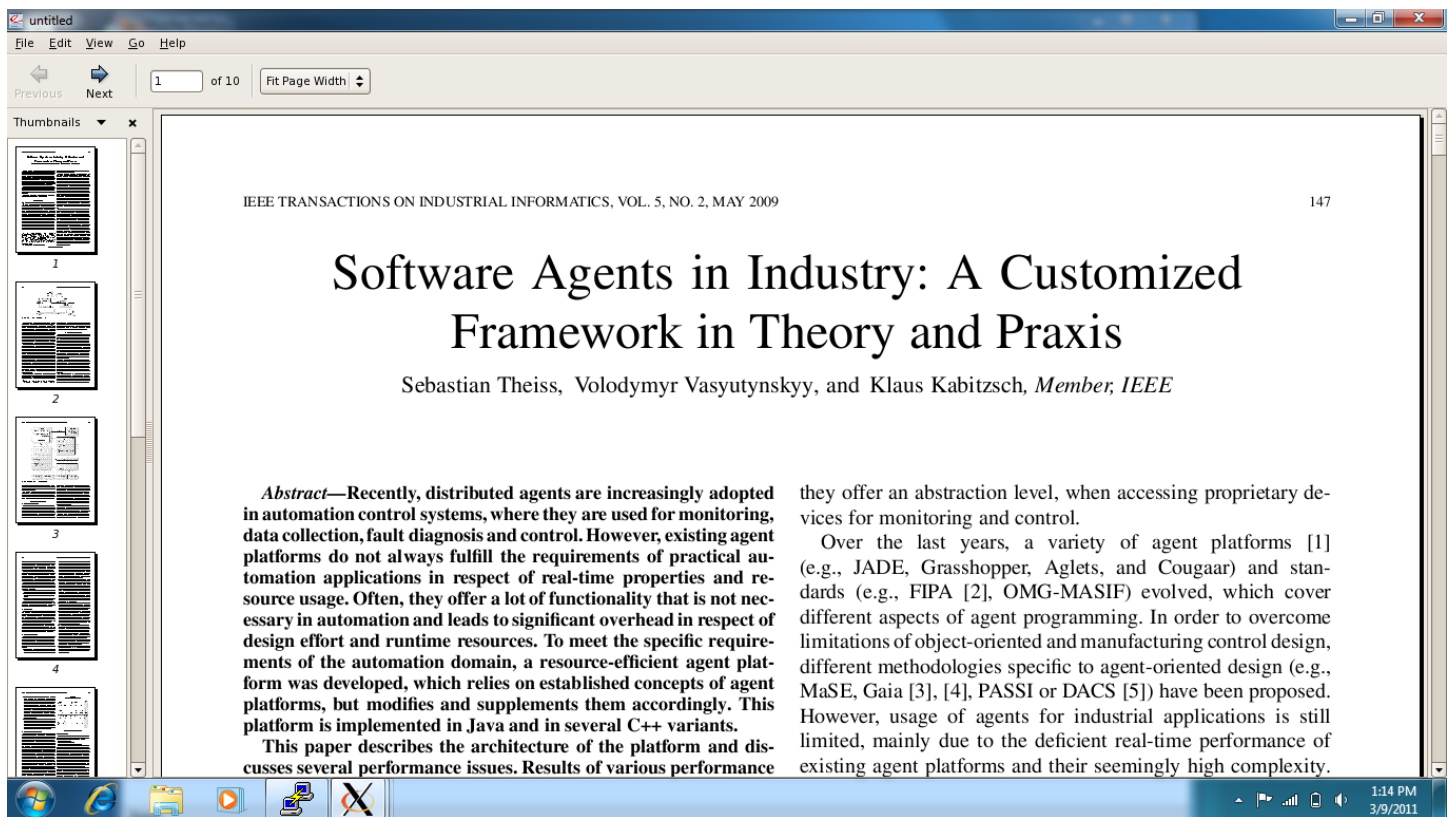 untitled
File Edit View Go Help
Previous Next 1 of 10 Fit Page Width
Thumbnails
1
2
3
4
IEEE TRANSACTIONS ON INDUSTRIAL INFORMATICS, VOL. 5, NO. 2, MAY 2009 147
Software Agents in Industry: A Customized
Framework in Theory and Praxis
Sebastian Theiss, Volodymyr Vasyutynskyy, and Klaus Kabitzsch, Member, IEEE
Abstract—Recently, distributed agents are increasingly adopted
in automation control systems, where they are used for monitoring,
data collection, fault diagnosis and control. However, existing agent
platforms do not always fulfill the requirements of practical au-
tomation applications in respect of real-time properties and re-
source usage. Often, they offer a lot of functionality that is not nec-
essary in automation and leads to significant overhead in respect of
design effort and runtime resources. To meet the specific require-
ments of the automation domain, a resource-efficient agent plat-
form was developed, which relies on established concepts of agent
platforms, but modifies and supplements them accordingly. This
platform is implemented in Java and in several C++ variants.
This paper describes the architecture of the platform and dis-
cusses several performance issues. Results of various performance
they offer an abstraction level, when accessing proprietary de-
vices for monitoring and control.
Over the last years, a variety of agent platforms [1]
(e.g., JADE, Grasshopper, Aglets, and Cougaar) and stan-
dards (e.g., FIPA [2], OMG-MASIF) evolved, which cover
different aspects of agent programming. In order to overcome
limitations of object-oriented and manufacturing control design,
different methodologies specific to agent-oriented design (e.g.,
MaSE, Gaia [3], [4], PASSI or DACS [5]) have been proposed.
However, usage of agents for industrial applications is still
limited, mainly due to the deficient real-time performance of
existing agent platforms and their seemingly high complexity.
1:14 PM
3/9/2011